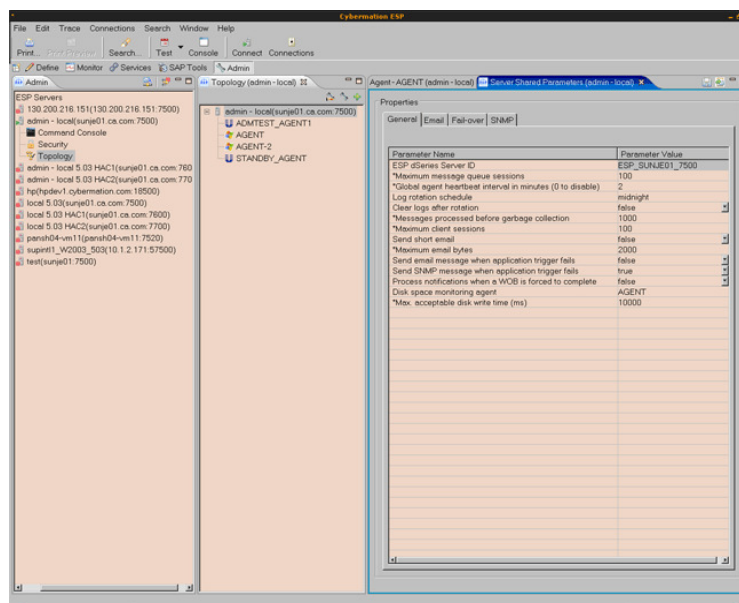 Cybermation ESP
File Edit Trace Connections Search Window Help
Print... Print Preview Search... Test Console Connect Connections
Define Monitor Services SAP Tools Admin
Admin
ESP Servers
130.200.216.151(130.200.216.151:7500)
admin - local(sunje01.ca.com:7500)
Command Console
Security
Topology
admin - local 5.03 HAC1(sunje01.ca.com:760
admin - local 5.03 HAC2(sunje01.ca.com:770
hp(hpdev1.cybermation.com:18500)
local 5.03(sunje01.ca.com:7500)
local 5.03 HAC1(sunje01.ca.com:7600)
local 5.03 HAC2(sunje01.ca.com:7700)
pansh04-vm11(pansh04-vm11:7520)
(10.1.2.171:57500)
test(sunje01:7500)
Topology (admin - local)
admin - local(sunje01.ca.com:7500)
ADMTEST_AGENT1
AGENT
AGENT-2
STANDBY_AGENT
Agent - AGENT (admin - local) Server Shared Parameters (admin - local)
Properties
General Email Fail-over SNMP
Parameter Name Parameter Value
ESP dSeries Server ID ESP_SUNJE01_7500
*Maximum message queue sessions 100
*Global agent heartbeat interval in minutes (0 to disable) 2
Log rotation schedule midnight
Clear logs after rotation false
*Messages processed before garbage collection 1000
*Maximum client sessions 100
Send short email false
*Maximum email bytes 2000
Send email message when application trigger fails false
Send SNMP message when application trigger fails true
Process notifications when a WOB is forced to complete false
Disk space monitoring agent AGENT
*Max. acceptable disk write time (ms) 10000